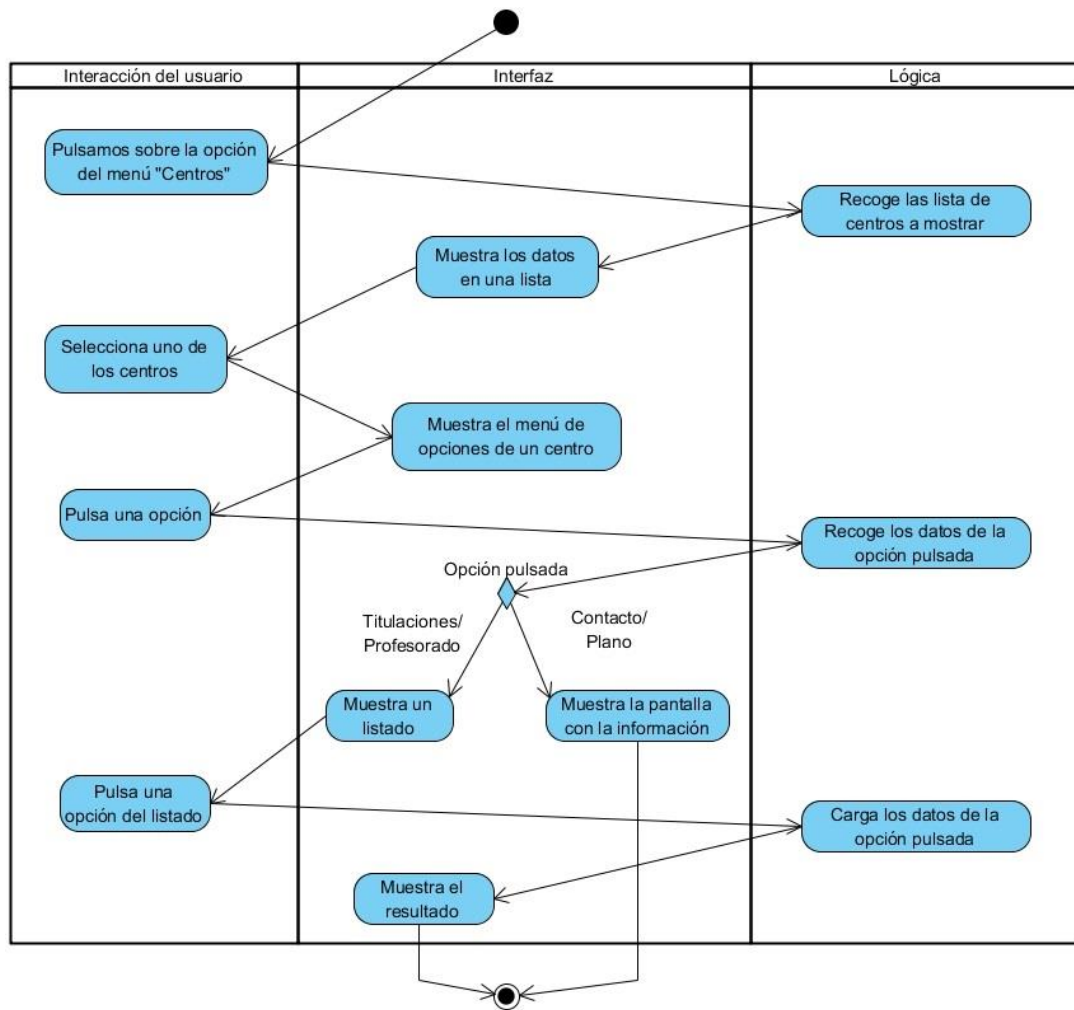 Interacción del usuario
Interfaz
Lógica
Pulsamos sobre la opción
del menú "Centros"
Recoge las lista de
centros a mostrar
Muestra los datos
en una lista
Selecciona uno de
los centros
Muestra el menú de
opciones de un centro
Pulsa una opción
Recoge los datos de la
opción pulsada
Opción pulsada
Titulaciones/
Profesorado
Contacto/
Plano
Muestra un
listado
Muestra la pantalla
con la información
Pulsa una
opción del listado
Carga los datos de la
opción pulsada
Muestra el
resultado